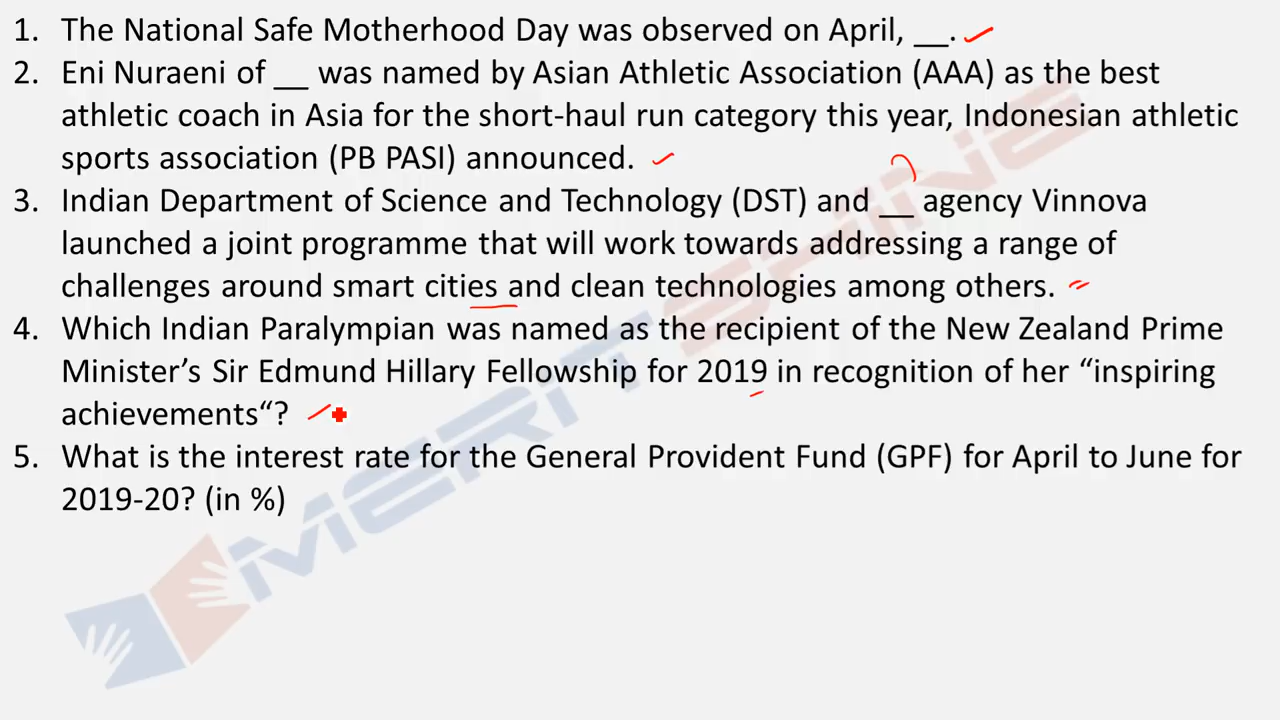 1. The National Safe Motherhood Day was observed on April, __.
2. Eni Nuraeni of __ was named by Asian Athletic Association (AAA) as the best
athletic coach in Asia for the short-haul run category this year, Indonesian athletic
sports association (PB PASI) announced.
3. Indian Department of Science and Technology (DST) and __ agency Vinnova
launched a joint programme that will work towards addressing a range of
challenges around smart cities and clean technologies among others.
4. Which Indian Paralympian was named as the recipient of the New Zealand Prime
Minister’s Sir Edmund Hillary Fellowship for 2019 in recognition of her “inspiring
achievements“?
5. What is the interest rate for the General Provident Fund (GPF) for April to June for
2019-20? (in %)
MERIT SHINE